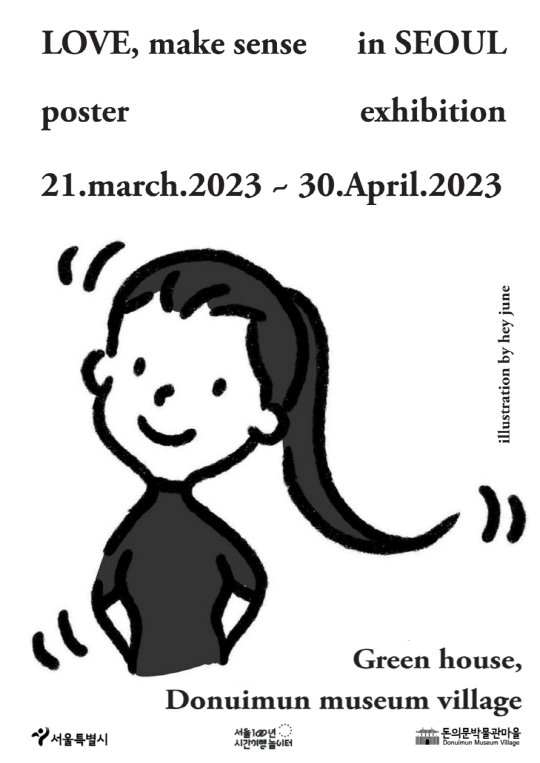 LOVE, make sense in SEOUL
poster exhibition
21.march.2023 ~ 30.April.2023
illustration by hey june
Green house,
Donuimun museum village
서울특별시
서울100년
시간여행놀이터
돈의문박물관마을
Donuimun Museum Village